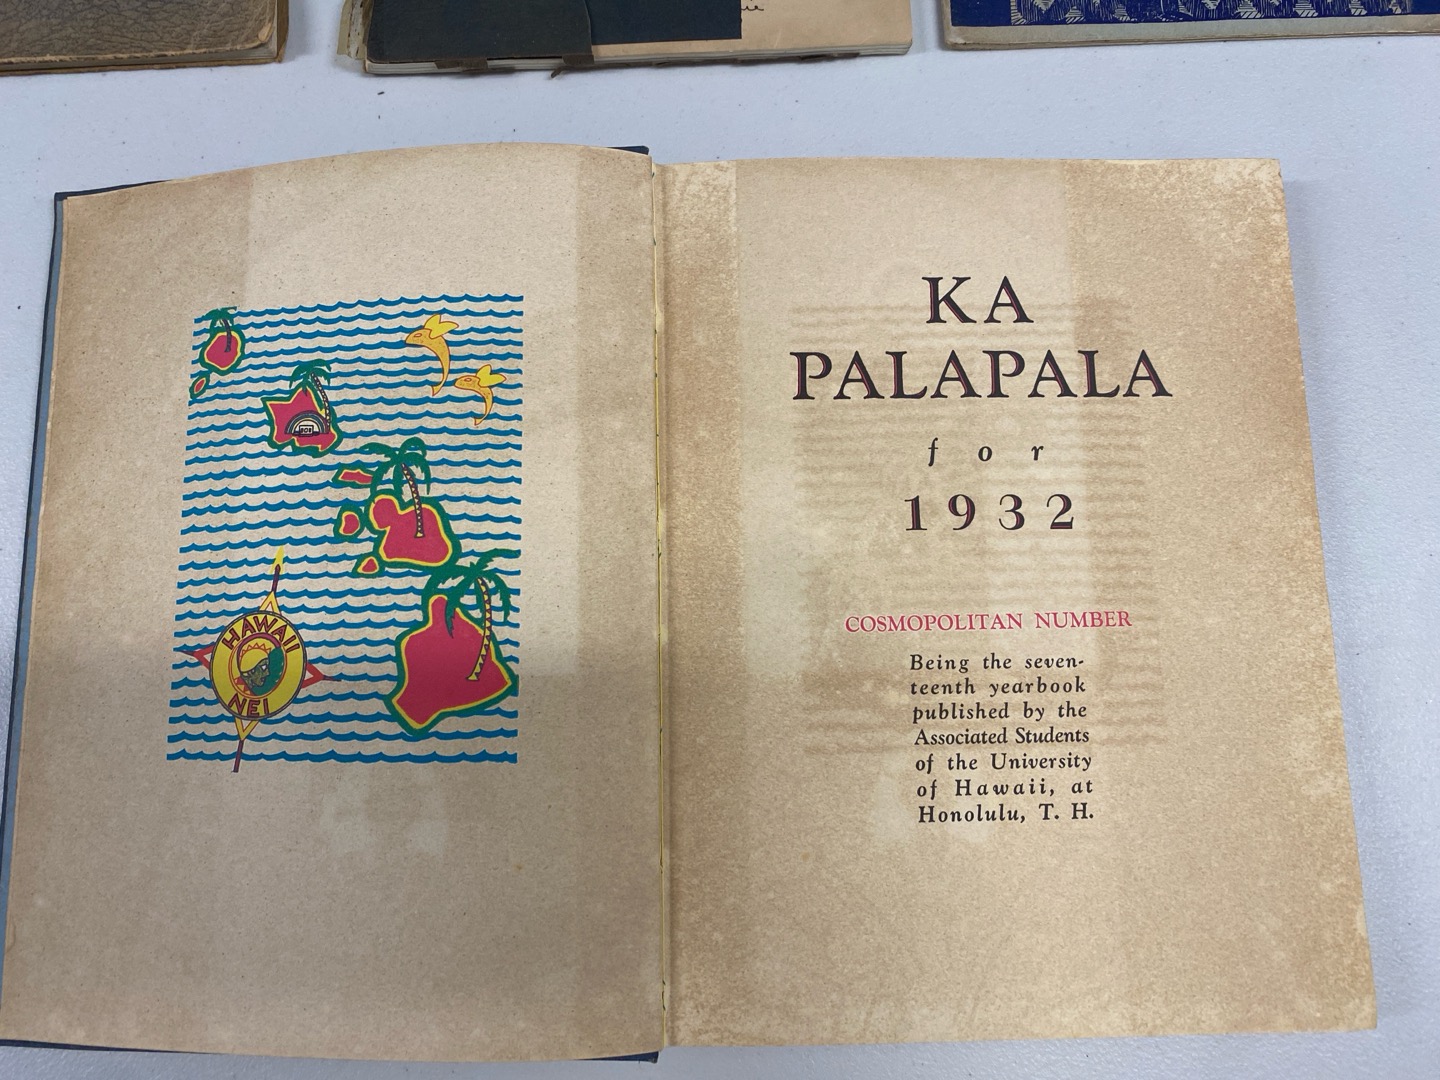 HAWAII
NEI
KA
PALAPALA
for
1932
COSMOPOLITAN NUMBER
Being the seven-
teenth yearbook
published by the
Associated Students
of the University
of Hawaii, at
Honolulu, T. H.